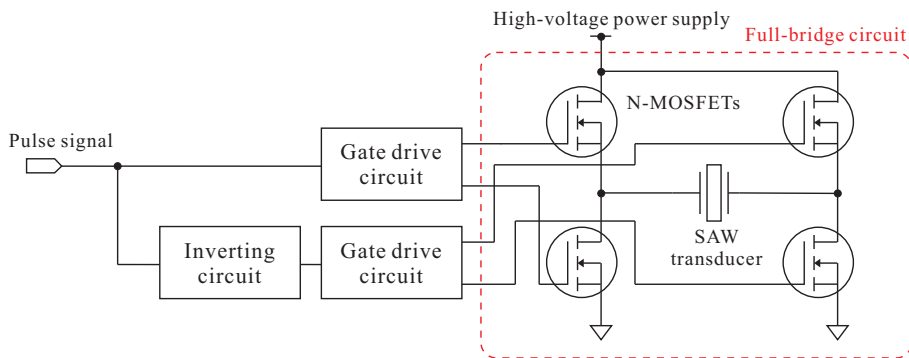 High-voltage power supply
Full-bridge circuit
N-MOSFETs
Pulse signal
Gate drive
circuit
SAW
transducer
Inverting
circuit
Gate drive
circuit